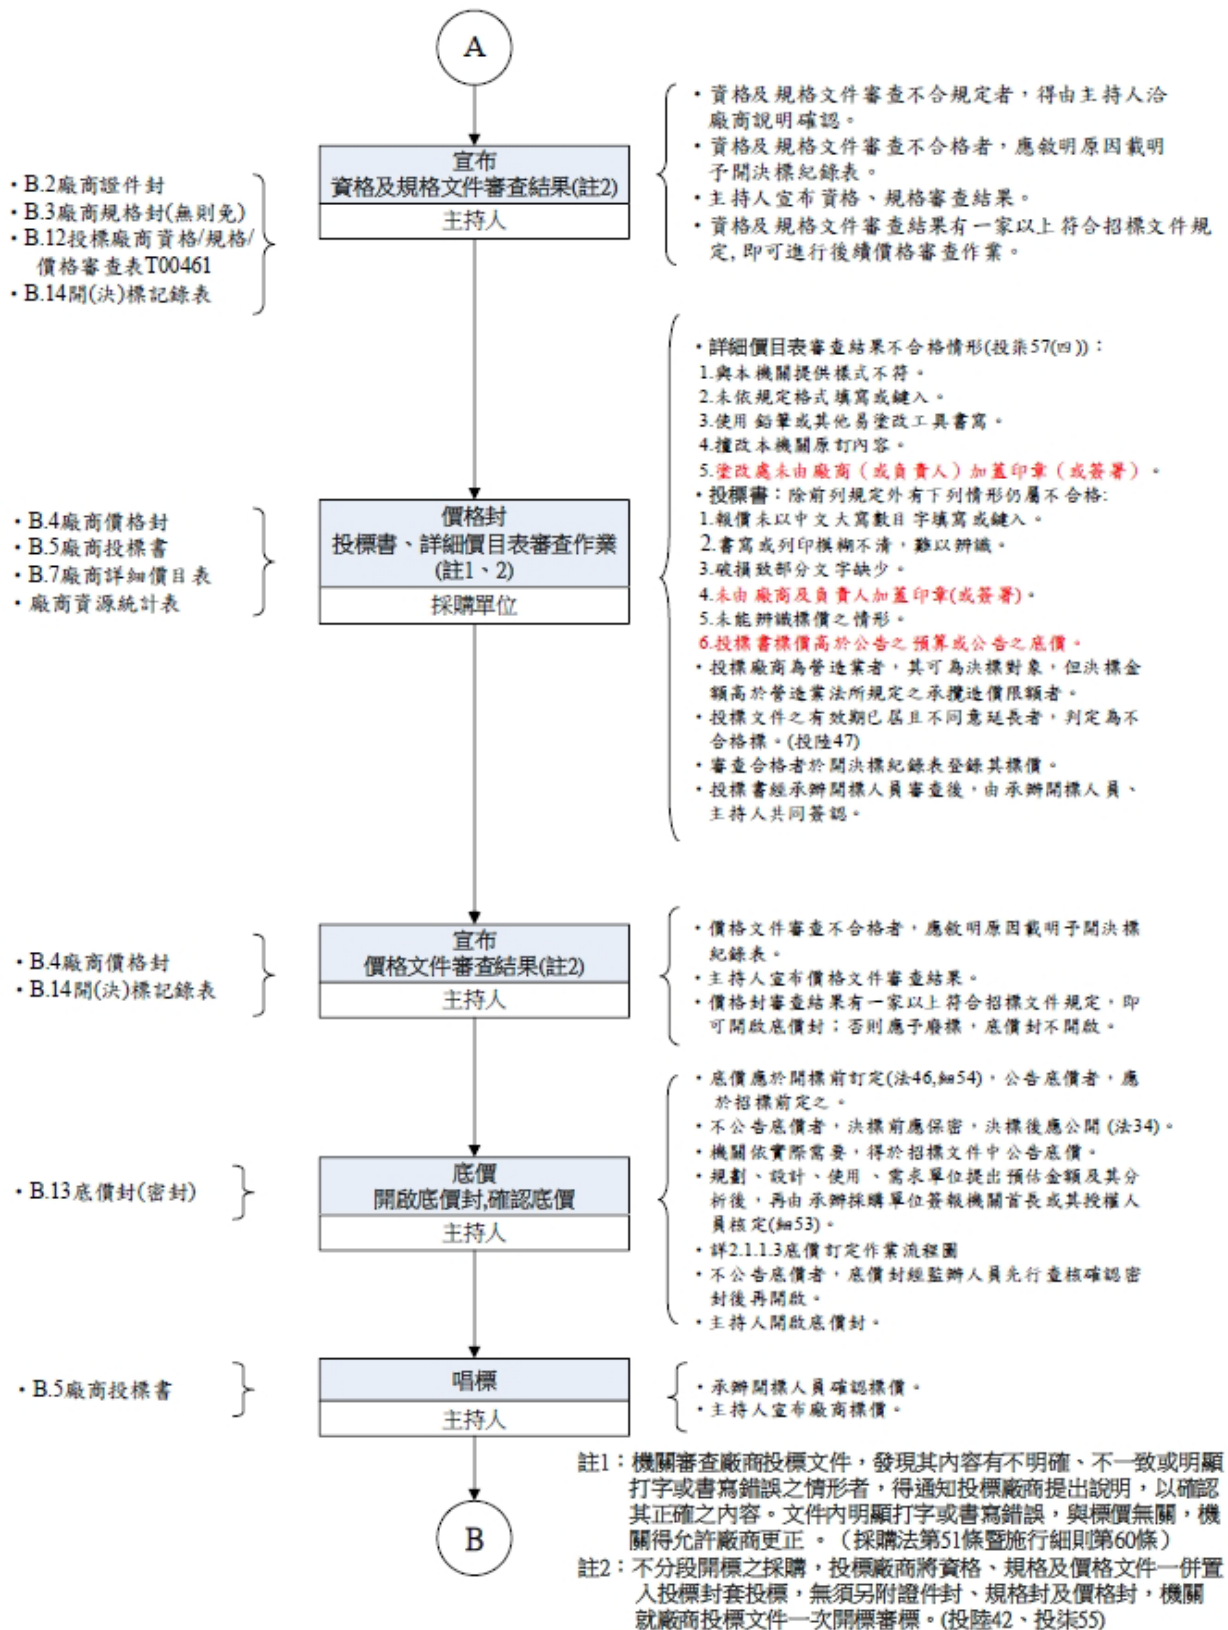 A
宣布
資格及規格文件審查結果(註2)
主持人
・B.2廠商證件封
・B.3廠商規格封(無則免)
・B.12投標廠商資格/規格/
價格審查表T00461
・B.14開(決)標記錄表
・資格及規格文件審查不合規定者，得由主持人洽
廠商說明確認。
・資格及規格文件審查不合格者，應敘明原因載明
予開決標紀錄表。
・主持人宣布資格、規格審查結果。
・資格及規格文件審查結果有一家以上符合招標文件規
定,即可進行後續價格審查作業。
價格封
投標書、詳細價目表審查作業
(註1、2)
採購單位
・B.4廠商價格封
・B.5廠商投標書
・B.7廠商詳細價目表
・廠商資源統計表
・詳細價目表審查結果不合格情形(投柒57(四))：
1.與本機關提供樣式不符。
2.未依規定格式填寫或鍵入。
3.使用鉛筆或其他易塗改工具書寫。
4.擅改本機關原訂內容。
5.塗改處未由廠商（或負責人）加蓋印章（或簽署）。
・投標書：除前列規定外有下列情形仍屬不合格:
1.報價未以中文大寫數目字填寫或鍵入。
2.書寫或列印模糊不清，難以辨識。
3.破損致部分文字缺少。
4.未由廠商及負責人加蓋印章(或簽署)。
5.未能辨識標價之情形。
6.投標書標價高於公告之預算或公告之底價。
・投標廠商為營造業者，其可為決標對象，但決標金
額高於營造業法所規定之承攬造價限額者。
・投標文件之有效期已屆且不同意延長者，判定為不
合格標。(投陸47)
・審查合格者於開決標紀錄表登錄其標價。
・投標書經承辦開標人員審查後，由承辦開標人員、
主持人共同簽認。
宣布
價格文件審查結果(註2)
主持人
・B.4廠商價格封
・B.14開(決)標記錄表
・價格文件審查不合格者，應敘明原因載明予開決標
紀錄表。
・主持人宣布價格文件審查結果。
・價格封審查結果有一家以上符合招標文件規定，即
可開啟底價封；否則應予廢標，底價封不開啟。
底價
開啟底價封,確認底價
主持人
・B.13底價封(密封)
・底價應於開標前訂定(法46,細54)，公告底價者，應
於招標前定之。
・不公告底價者，決標前應保密，決標後應公開(法34)。
・機關依實際需要，得於招標文件中公告底價。
・規劃、設計、使用、需求單位提出預估金額及其分
析後，再由承辦採購單位簽報機關首長或其授權人
員核定(細53)。
・詳2.1.1.3底價訂定作業流程圖
・不公告底價者，底價封經監辦人員先行查核確認密
封後再開啟。
・主持人開啟底價封。
唱標
主持人
・B.5廠商投標書
・承辦開標人員確認標價。
・主持人宣布廠商標價。
B
註1：機關審查廠商投標文件，發現其內容有不明確、不一致或明顯
打字或書寫錯誤之情形者，得通知投標廠商提出說明，以確認
其正確之內容。文件內明顯打字或書寫錯誤，與標價無關，機
關得允許廠商更正 。（採購法第51條暨施行細則第60條）
註2：不分段開標之採購，投標廠商將資格、規格及價格文件一併置
入投標封套投標，無須另附證件封、規格封及價格封，機關
就廠商投標文件一次開標審標。(投陸42、投柒55)